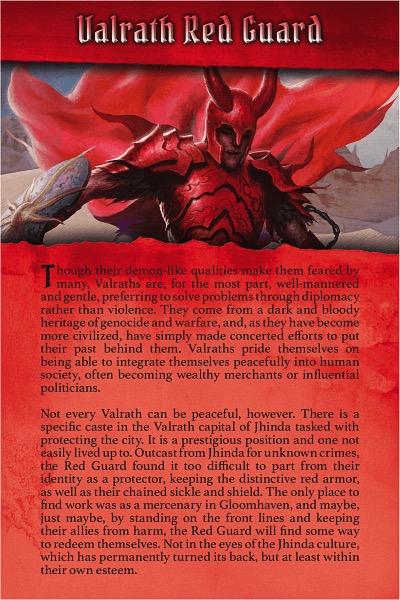 Valrath Red Guard
Though their demon-like qualities make them feared by
many, Valraths are, for the most part, well-mannered
and gentle, preferring to solve problems through diplomacy
rather than violence. They come from a dark and bloody
heritage of genocide and warfare, and, as they have become
more civilized, have simply made concerted efforts to put
their past behind them. Valraths pride themselves on
being able to integrate themselves peacefully into human
society, often becoming wealthy merchants or influential
politicians.
Not every Valrath can be peaceful, however. There is a
specific caste in the Valrath capital of Jhinda tasked with
protecting the city. It is a prestigious position and one not
easily lived up to. Outcast from Jhinda for unknown crimes,
the Red Guard found it too difficult to part from their
identity as a protector, keeping the distinctive red armor,
as well as their chained sickle and shield. The only place to
find work was as a mercenary in Gloomhaven, and maybe,
just maybe, by standing on the front lines and keeping
their allies from harm, the Red Guard will find some way
to redeem themselves. Not in the eyes of the Jhinda culture,
which has permanently turned its back, but at least within
their own esteem.